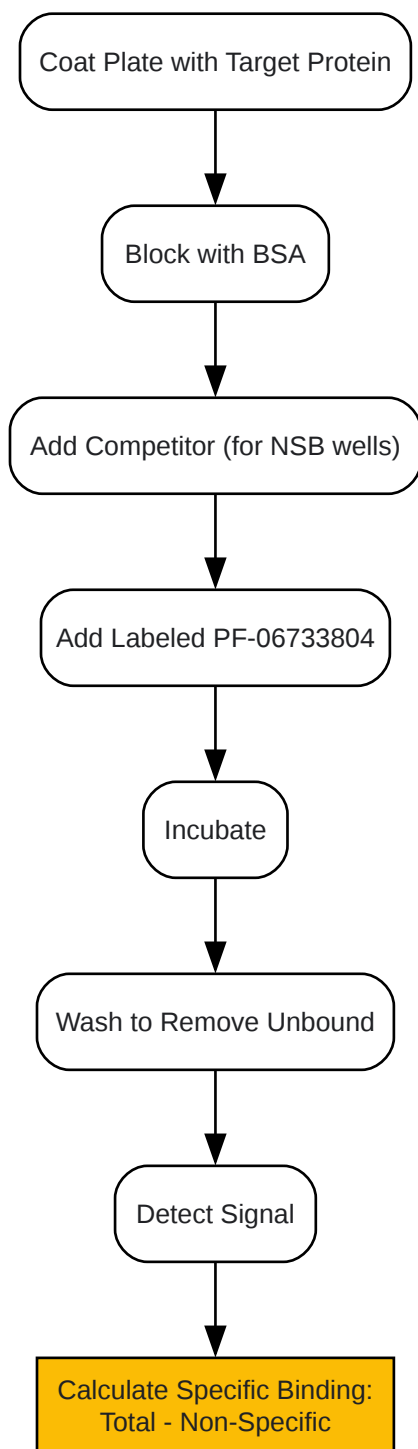 Coat Plate with Target Protein
Block with BSA
Add Competitor (for NSB wells)
Add Labeled PF-06733804
Incubate
Wash to Remove Unbound
Detect Signal
Calculate Specific Binding:
Total - Non-Specific